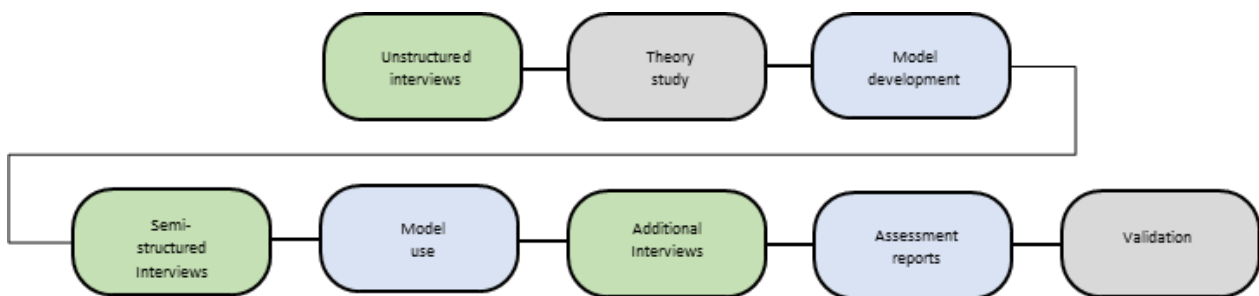 Unstructured
interviews
Theory
study
Model
development
Semi-
structured
Interviews
Model
use
Additional
Interviews
Assessment
reports
Validation